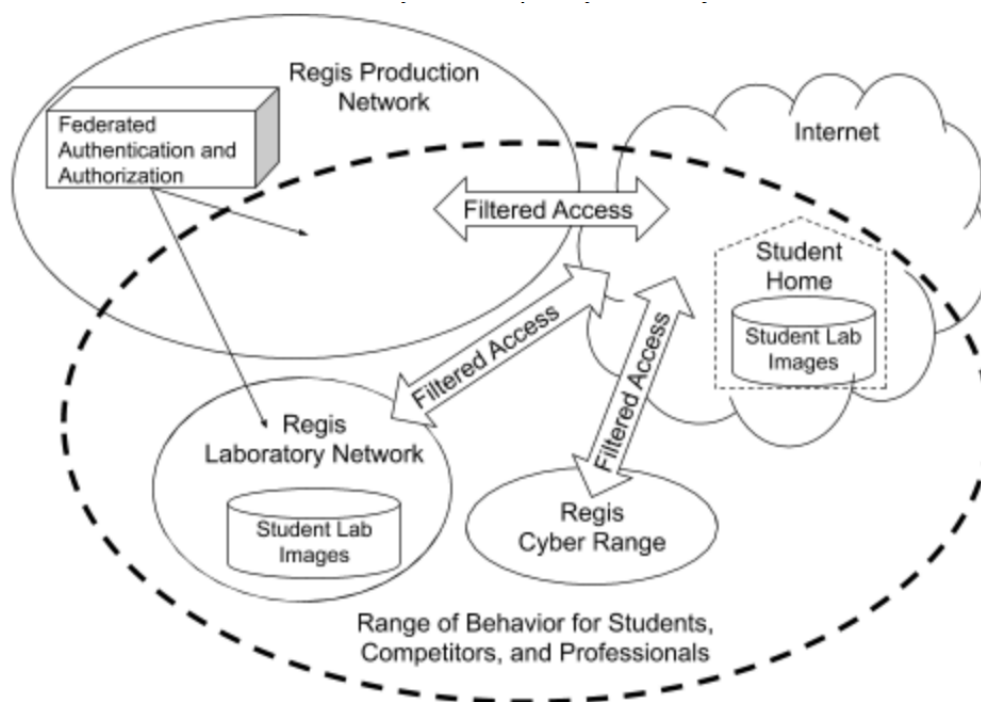 Regis Production
Network
Federated
Authentication and
Authorization
Internet
Filtered Access
Student
Home
Student Lab
Images
Filtered Access
Filtered Access
Regis
Laboratory Network
Student Lab
Images
Regis
Cyber Range
Range of Behavior for Students,
Competitors, and Professionals